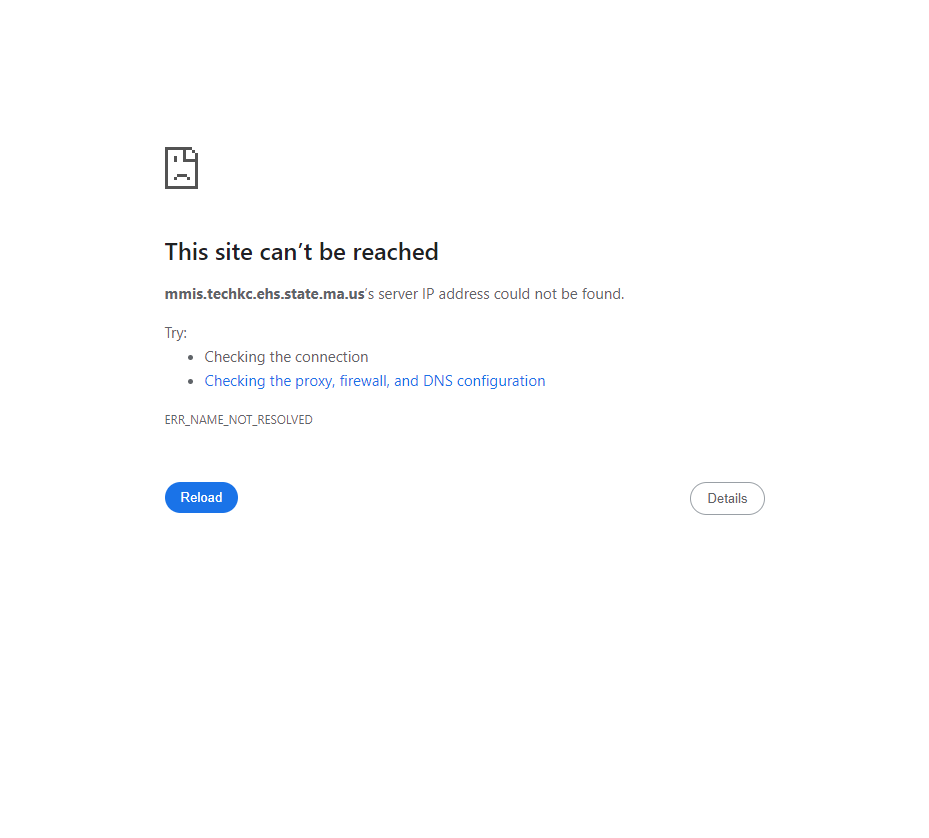 This site can’t be reached
mmis.techkc.ehs.state.ma.us’s server IP address could not be found.
Try:
• Checking the connection
• Checking the proxy, firewall, and DNS configuration
ERR_NAME_NOT_RESOLVED
Reload
Details